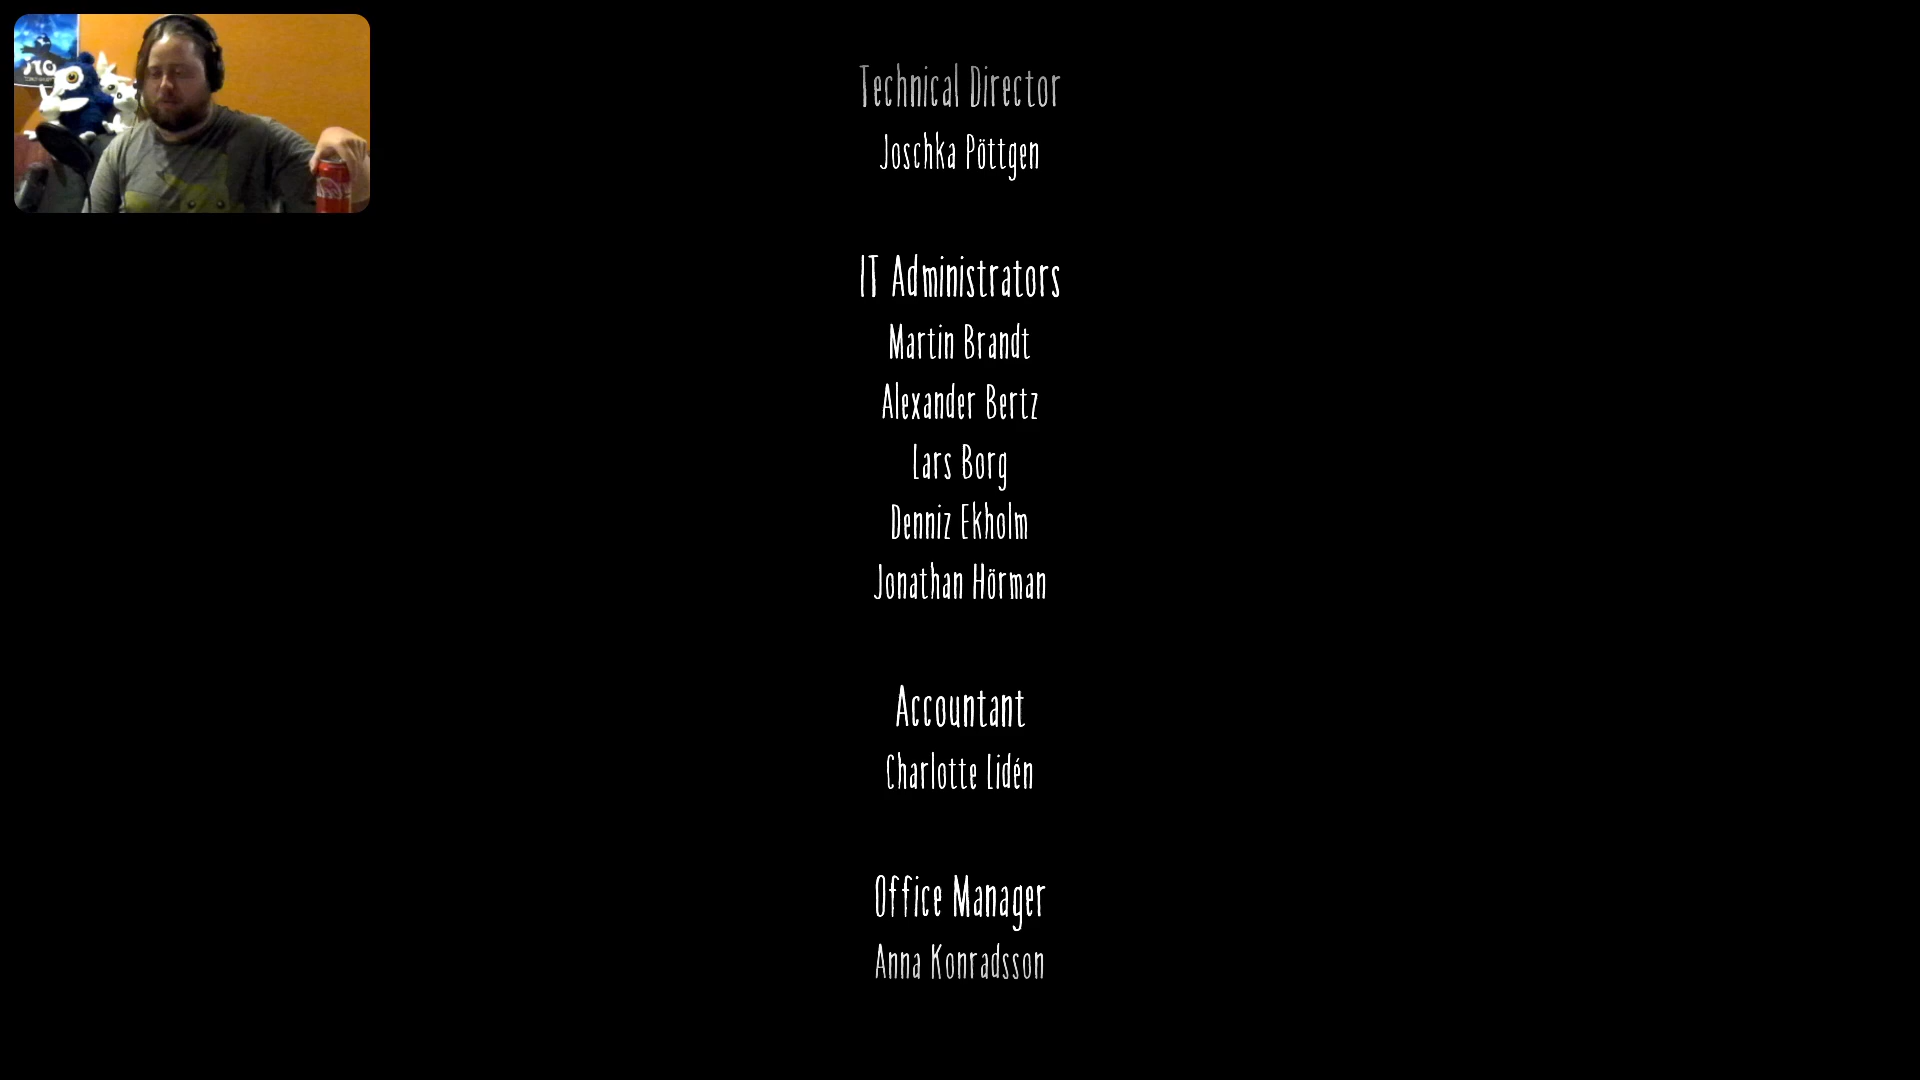 Technical Director
Joschka Pöttgen
IT Administrators
Martin Brandt
Alexander Bertz
Lars Borg
Denniz Ekholm
Jonathan Hörman
Accountant
Charlotte Lidén
Office Manager
Anna Konradsson